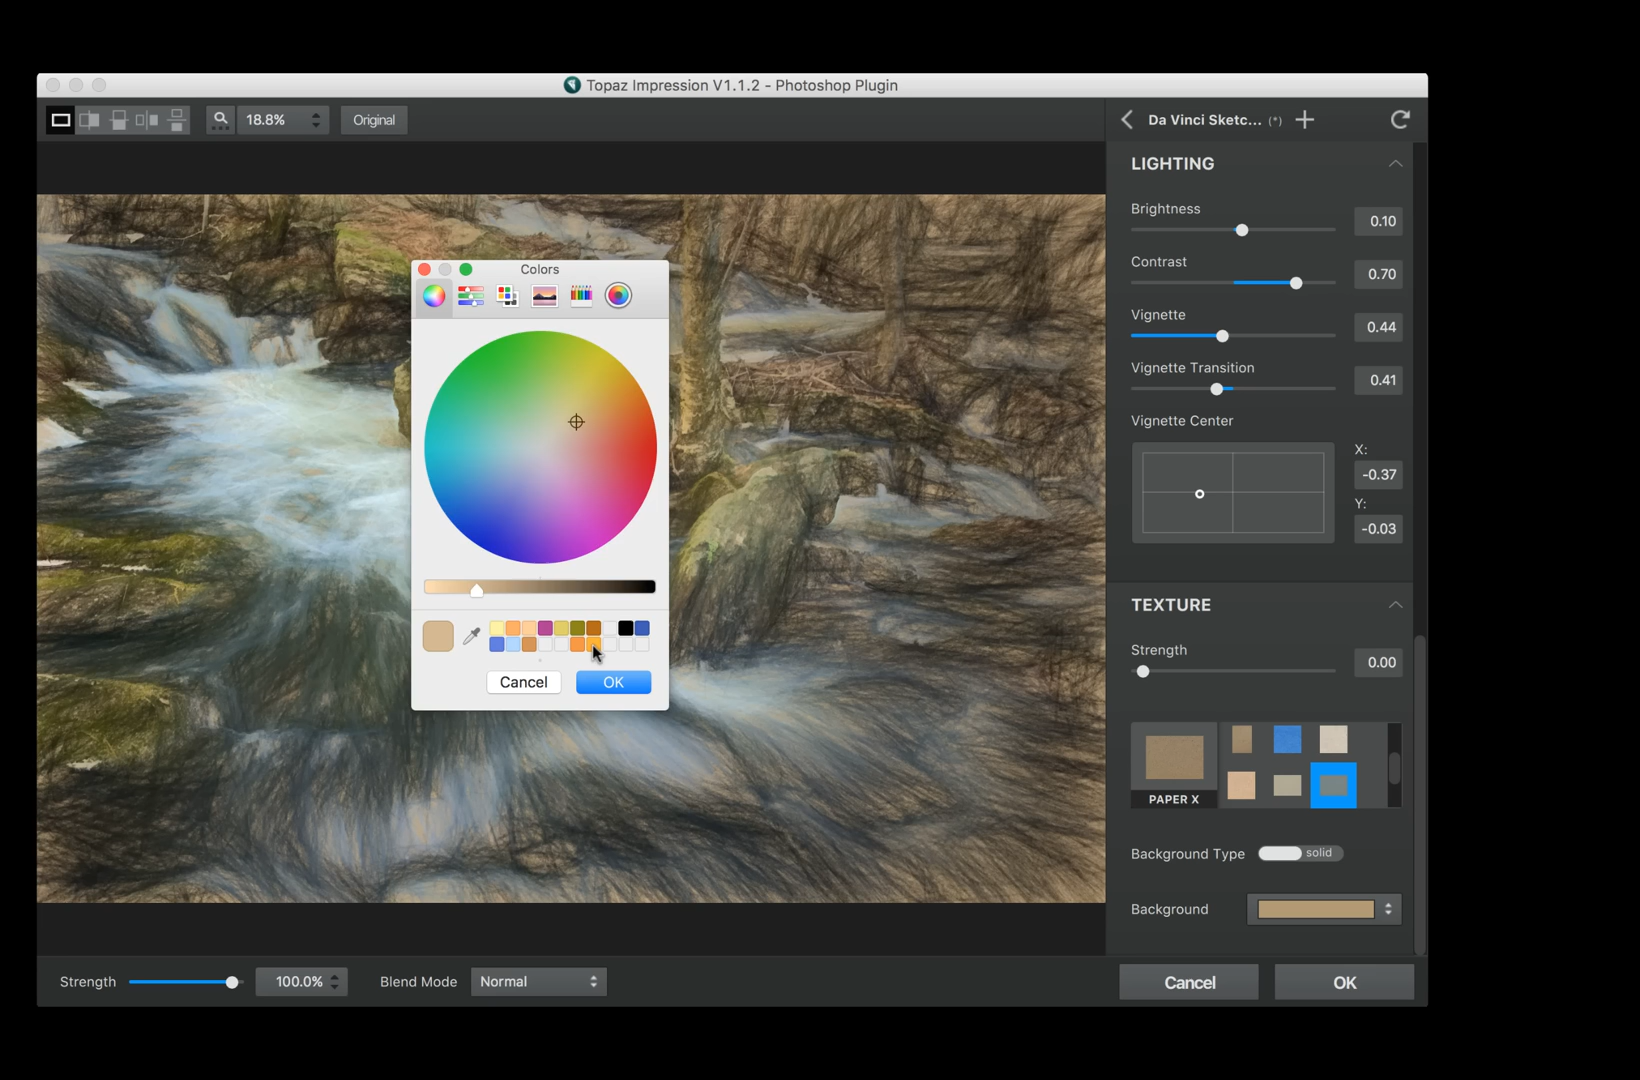 Topaz Impression V1.1.2 - Photoshop Plugin
18.8%
Original
Da Vinci Sketc... (*)
LIGHTING
Brightness
0.10
Contrast
0.70
Vignette
0.44
Vignette Transition
0.41
Vignette Center
X:
-0.37
Y:
-0.03
TEXTURE
Strength
0.00
PAPER X
Background Type
solid
Background
Colors
Cancel
OK
Strength
100.0%
Blend Mode
Normal
Cancel
OK